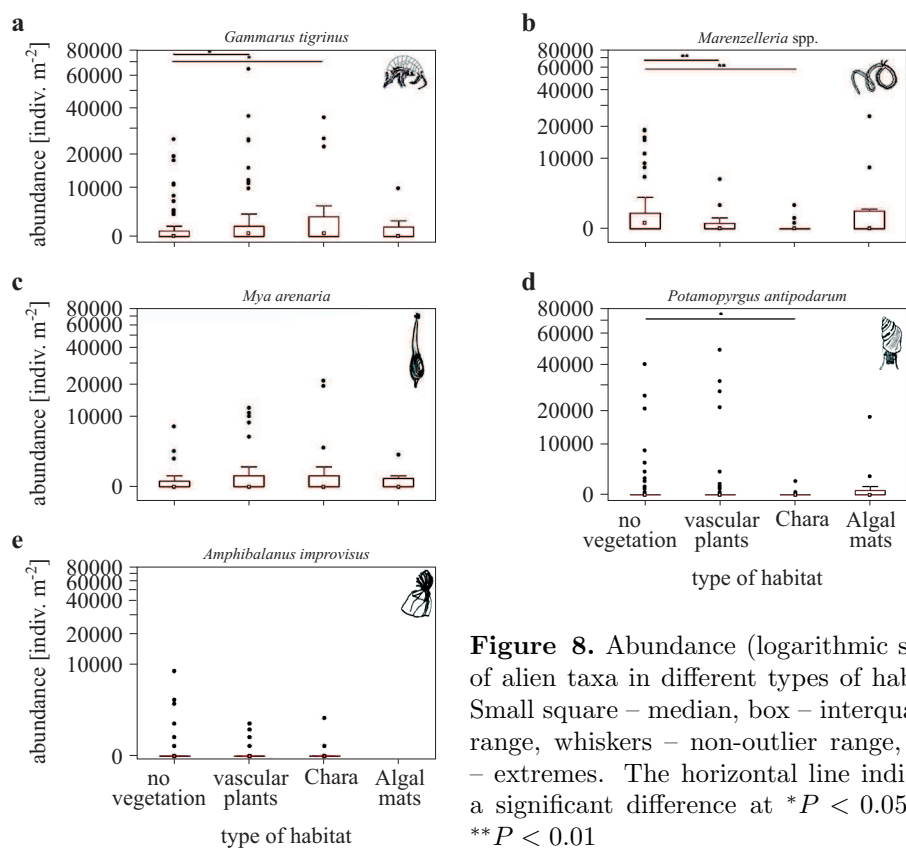 a
Gammarus tigrinus
abundance [indiv. m⁻²]
80000
60000
40000
20000
10000
0
*
*
b
Marenzelleria spp.
80000
60000
40000
20000
10000
0
**
**
c
Mya arenaria
abundance [indiv. m⁻²]
80000
60000
40000
20000
10000
0
d
Potamopyrgus antipodarum
80000
60000
40000
20000
10000
0
*
no vegetation
vascular plants
Chara
Algal mats
type of habitat
e
Amphibalanus improvisus
abundance [indiv. m⁻²]
80000
60000
40000
20000
10000
0
no vegetation
vascular plants
Chara
Algal mats
type of habitat
Figure 8. Abundance (logarithmic s
of alien taxa in different types of hab
Small square – median, box – interqua
range, whiskers – non-outlier range,
– extremes. The horizontal line indi
a significant difference at *P < 0.05
**P < 0.01